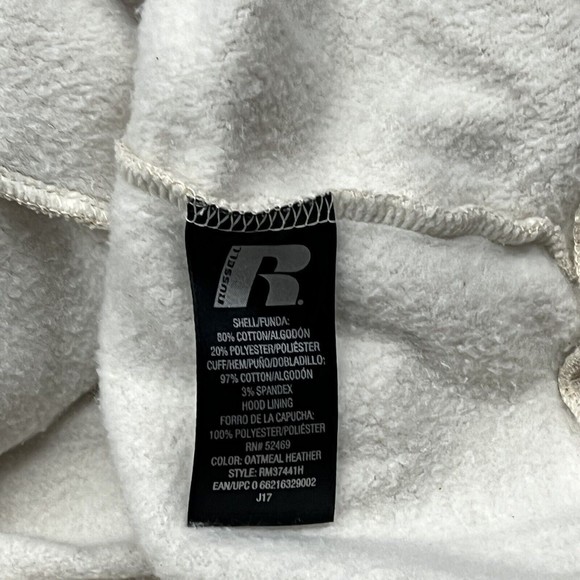 RUSSELL
R
SHELL/FUNDA:
80% COTTON/ALGODÓN
20% POLYESTER/POLIÉSTER
CUFF/HEM/PUÑO/DOBLADILLO:
97% COTTON/ALGODÓN
3% SPANDEX
HOOD LINING
FORRO DE LA CAPUCHA:
100% POLYESTER/POLIÉSTER
RN# 52469
COLOR: OATMEAL HEATHER
STYLE: RM37441H
EAN/UPC 0 66216329002
J17